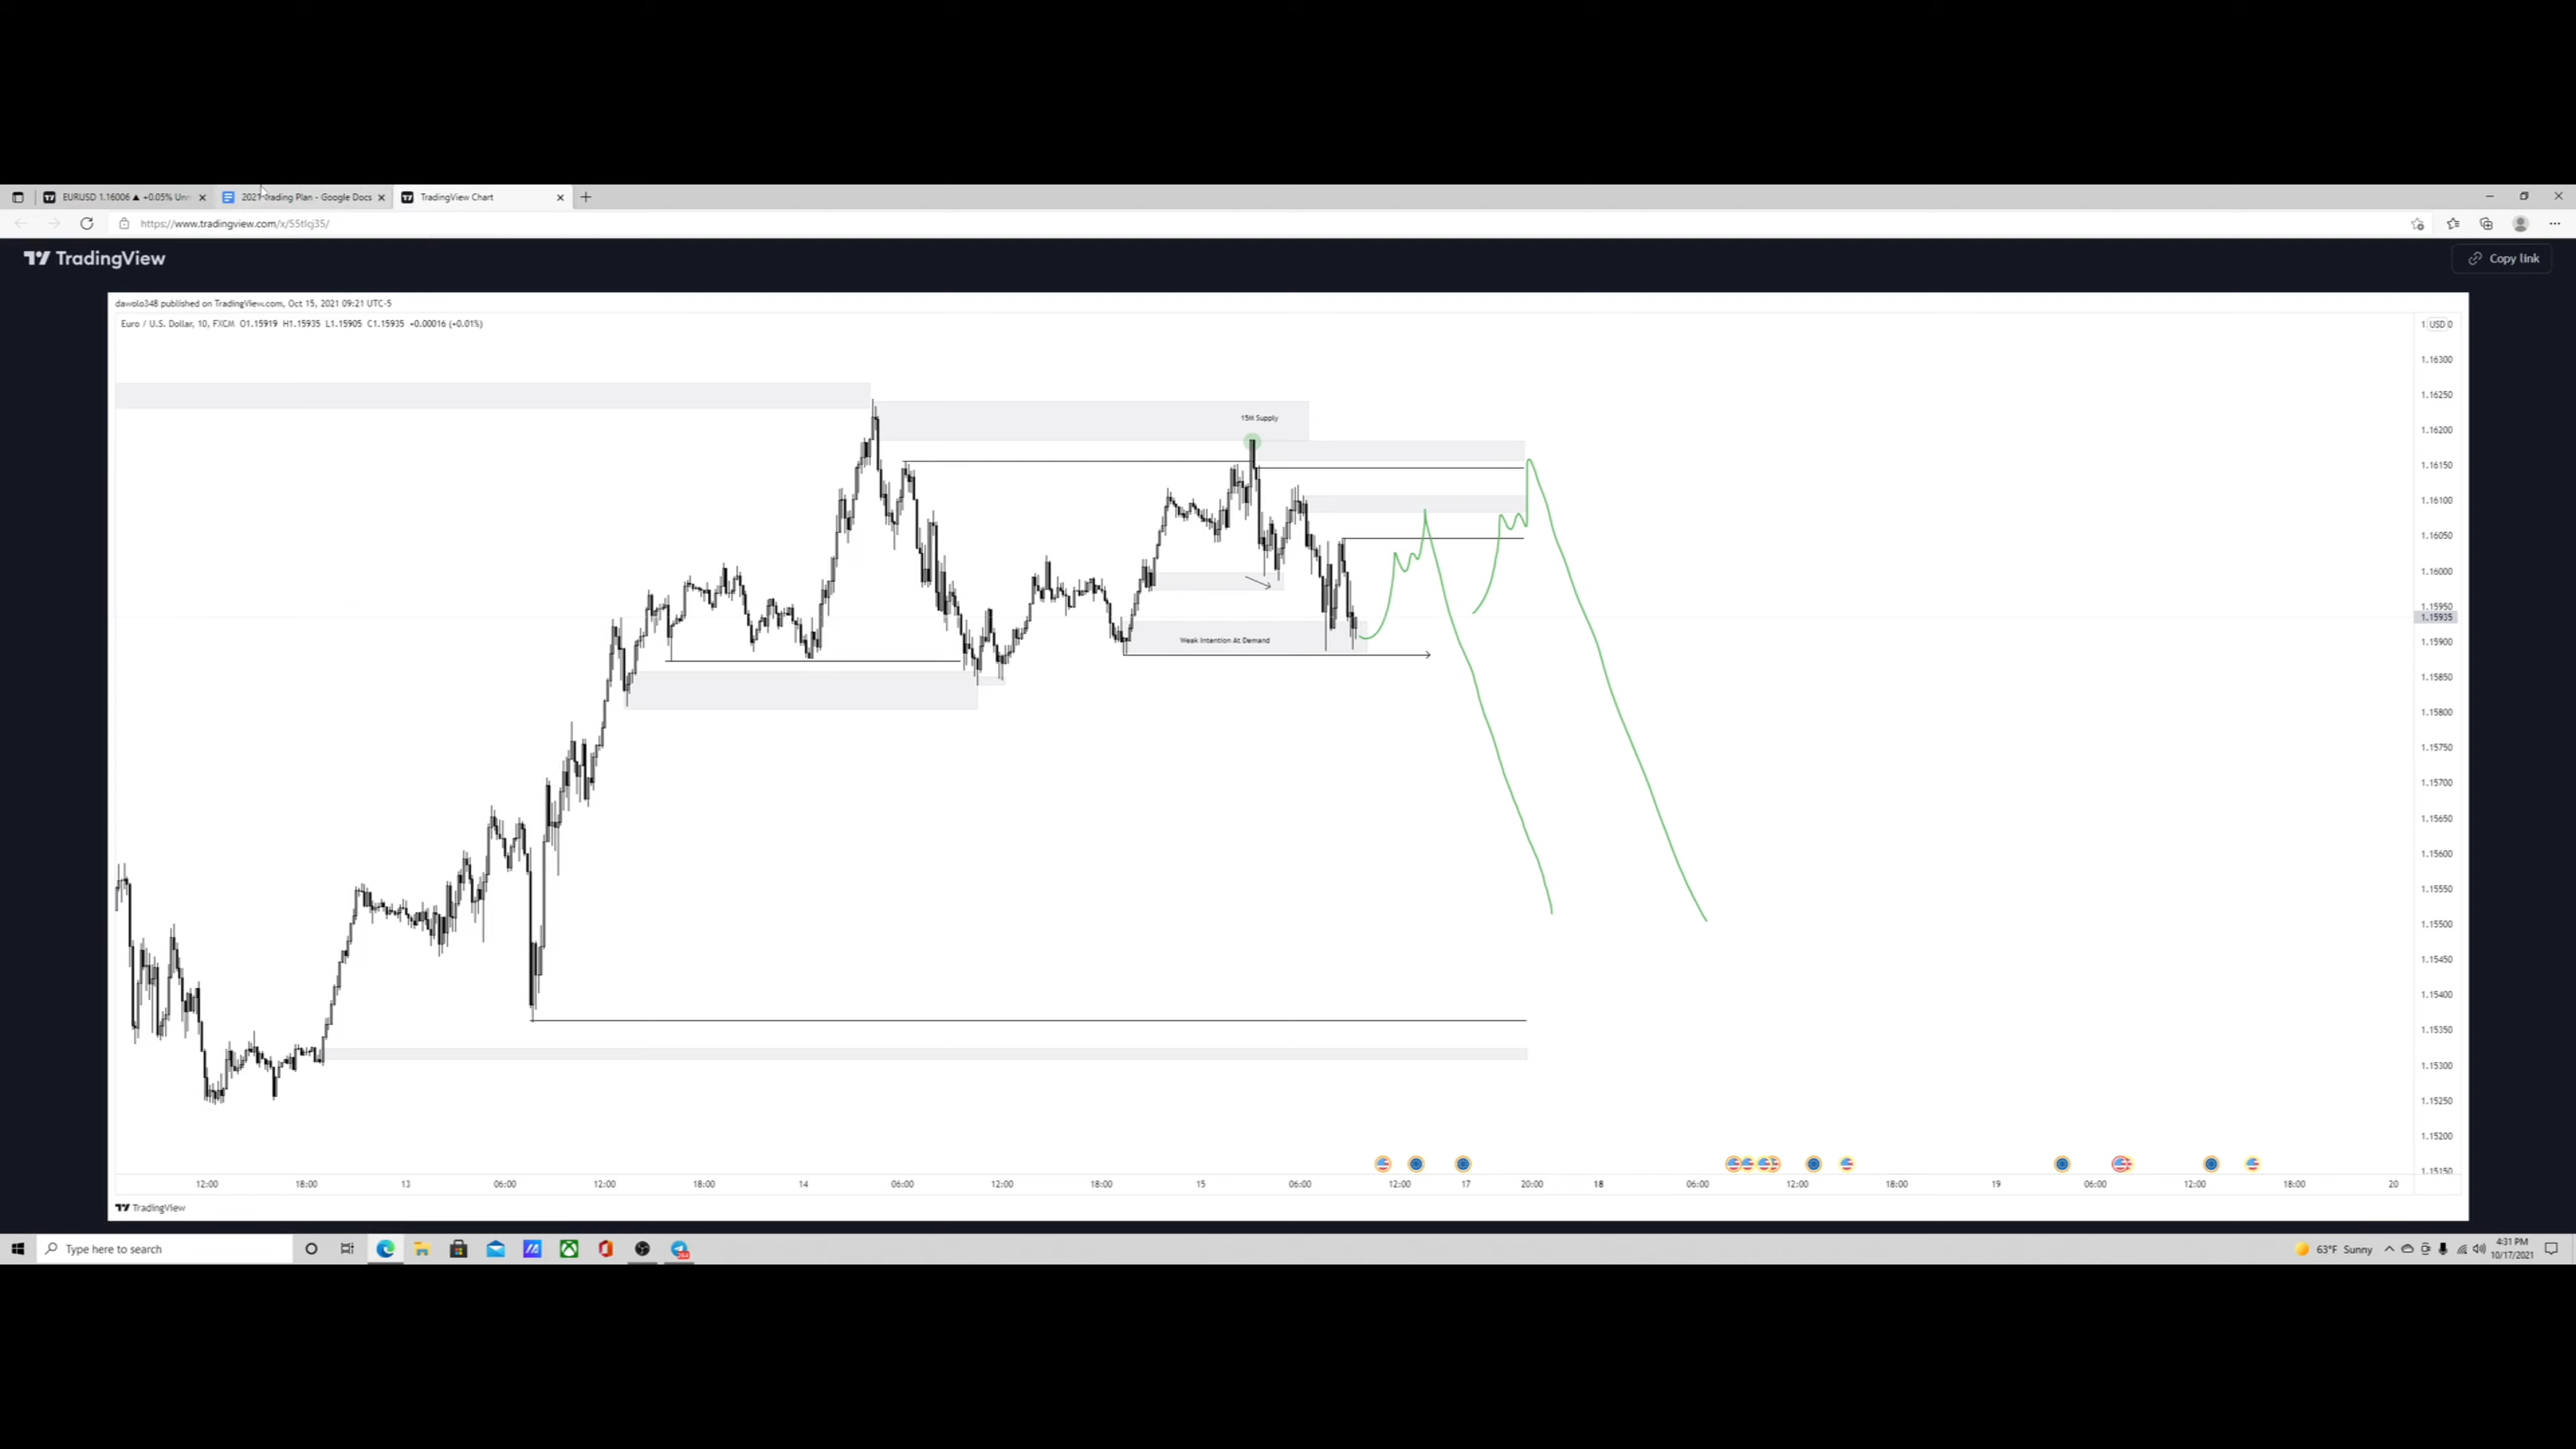 EURUSD 1.16006 ▲ +0.05% Unn
2021 Trading Plan - Google Docs
TradingView Chart
https://www.tradingview.com/x/55tlcj35/
TradingView
Copy link
dawolo348 published on TradingView.com, Oct 15, 2021 09:21 UTC-5
Euro / U.S. Dollar, 10, FXCM O1.15919 H1.15935 L1.15905 C1.15935 +0.00016 (+0.01%)
USD
1.16300
1.16250
15M Supply
1.16200
1.16150
1.16100
1.16050
1.16000
1.15950
1.15935
Weak Intention At Demand
1.15900
1.15850
1.15800
1.15750
1.15700
1.15650
1.15600
1.15550
1.15500
1.15450
1.15400
1.15350
1.15300
1.15250
1.15200
1.15150
12:00 18:00 13 06:00 12:00 18:00 14 06:00 12:00 18:00 15 06:00 12:00 17 20:00 18 06:00 12:00 18:00 19 06:00 12:00 18:00 20
TradingView
Type here to search
63°F Sunny
4:31 PM
10/17/2021